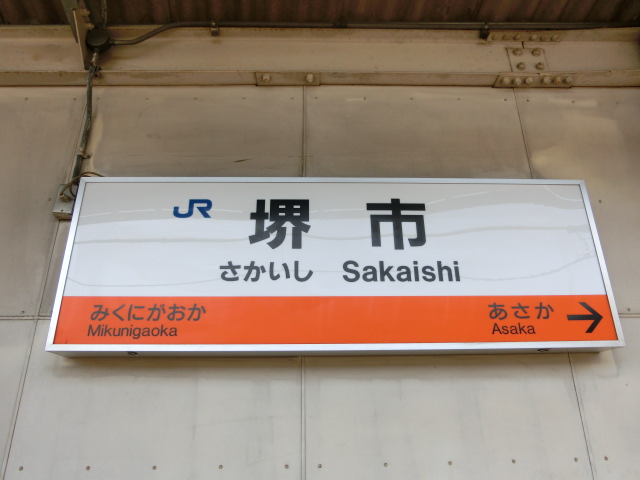 JR 堺市
さかいし Sakaishi
みくにがおか あさか →
Mikunigaoka Asaka